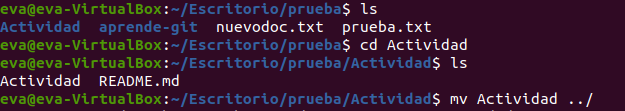 eva@eva-VirtualBox:~/Escritorio/prueba$ ls
Actividad  aprende-git  nuevodoc.txt  prueba.txt
eva@eva-VirtualBox:~/Escritorio/prueba$ cd Actividad
eva@eva-VirtualBox:~/Escritorio/prueba/Actividad$ ls
Actividad  README.md
eva@eva-VirtualBox:~/Escritorio/prueba/Actividad$ mv Actividad ../